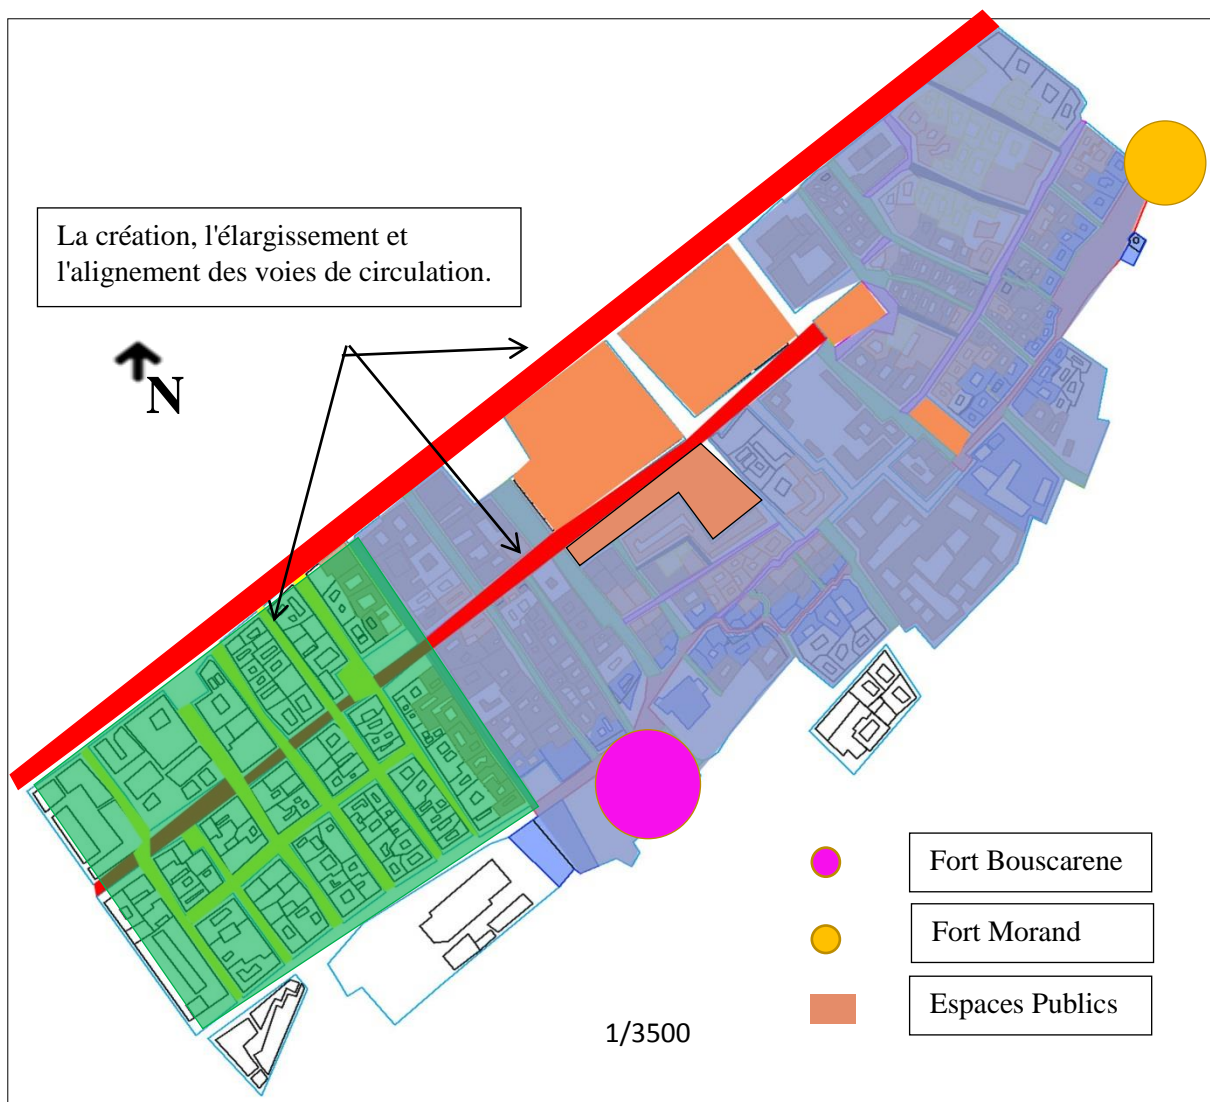 La création, l'élargissement et
l'alignement des voies de circulation.
N
Fort Bouscarene
Fort Morand
Espaces Publics
1/3500